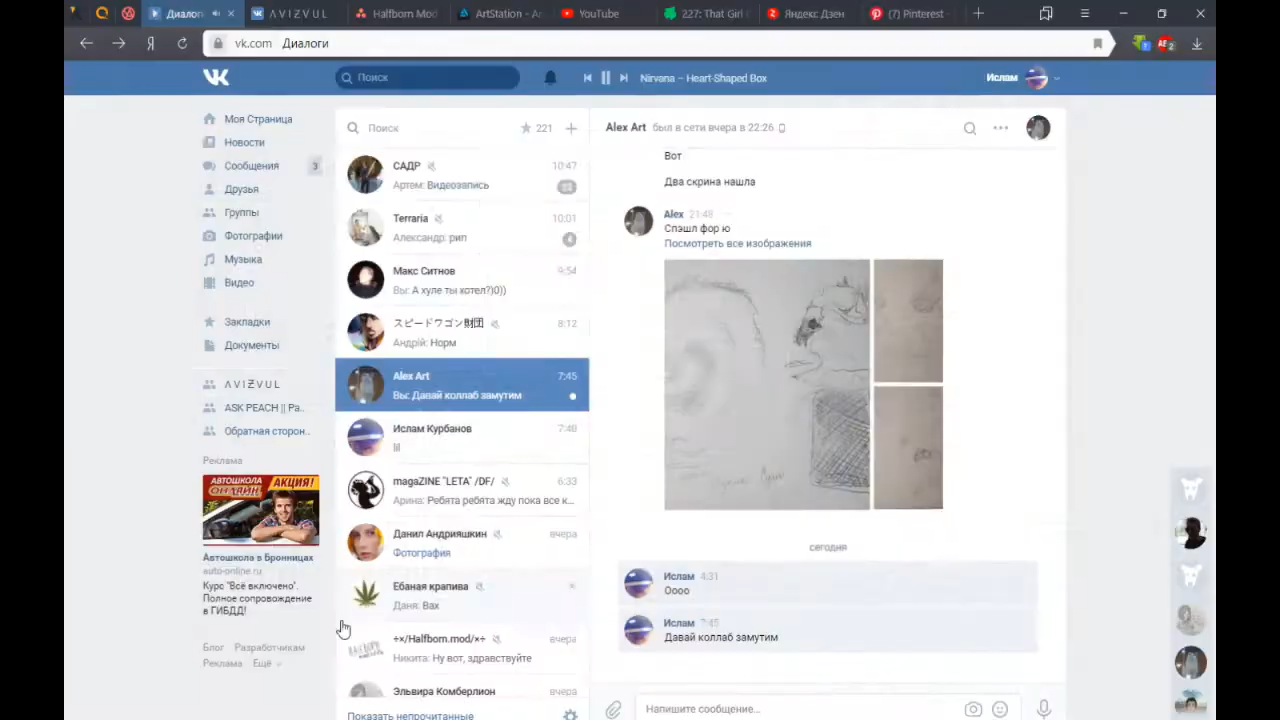 Диалоги
Λ V I Z V U L
Halfborn Mod
ArtStation - Ar
YouTube
227: That Girl
Яндекс Дзен
(7) Pinterest
vk.com Диалоги
Поиск
Nirvana – Heart-Shaped Box
Ислам
Моя Страница
Новости
Сообщения 3
Друзья
Группы
Фотографии
Музыка
Видео
Закладки
Документы
Λ V I Ƶ V U L
ASK PEACH || Pa..
Обратная сторон..
Реклама
АВТОШКОЛА АКЦИЯ!
ОНЛАЙН
Автошкола в Бронницах
auto-online.ru
Курс "Всё включено".
Полное сопровождение
в ГИБДД!
Блог Разработчикам
Реклама Ещё
Поиск 221
САДР 10:47
Артем: Видеозапись
Terraria 10:01
Александр: рип 4
Макс Ситнов 9:54
Вы: А хуле ты хотел?)0))
スピードワゴン財団 8:12
Андрій: Норм
Alex Art 7:45
Вы: Давай коллаб замутим
Ислам Курбанов 7:48
magaZINE "LETA" /DF/ 6:33
Арина: Ребята ребята жду пока все к...
Данил Андрияшкин вчера
Фотография
Ебаная крапива
Даня: Вах
÷×/Halfborn.mod/×÷ вчера
Никита: Ну вот, здравствуйте
Эльвира Комберлион вчера
Показать непрочитанные
Alex Art был в сети вчера в 22:26
Вот
Два скрина нашла
Alex 21:48
Спэшл фор ю
Посмотреть все изображения
сегодня
Ислам 4:31
Оооо
Ислам 7:45
Давай коллаб замутим
Напишите сообщение...